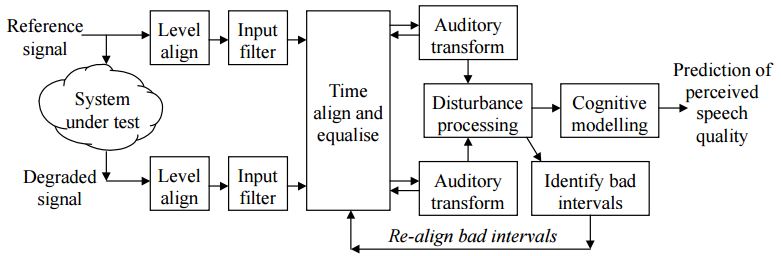 Reference
signal
Level
align
Input
filter
Auditory
transform
System
under test
Time
align and
equalise
Disturbance
processing
Cognitive
modelling
Prediction of
perceived
speech
quality
Degraded
signal
Level
align
Input
filter
Auditory
transform
Identify bad
intervals
Re-align bad intervals